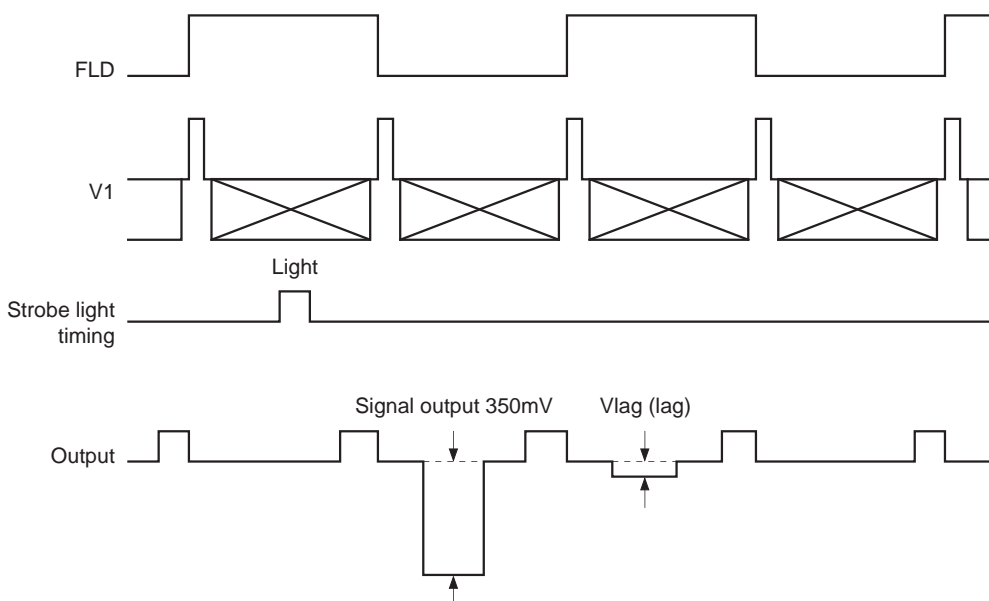 FLD
V1
Light
Strobe light
timing
Signal output 350mV
Vlag (lag)
Output